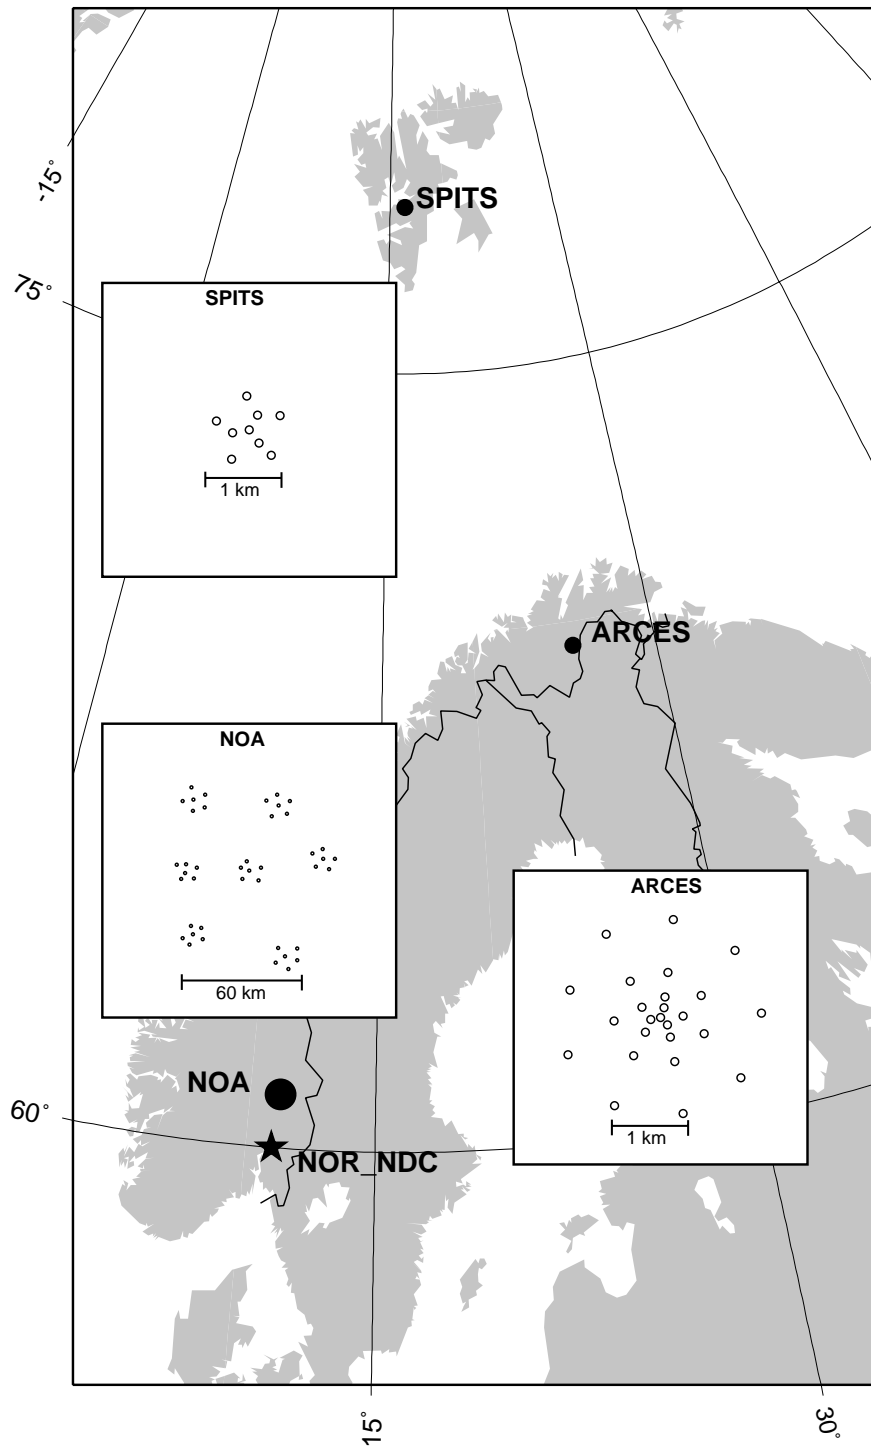 -15°
SPITS
75°
SPITS
1 km
ARCES
NOA
60 km
ARCES
1 km
NOA
60°
NOR_NDC
15°
30°